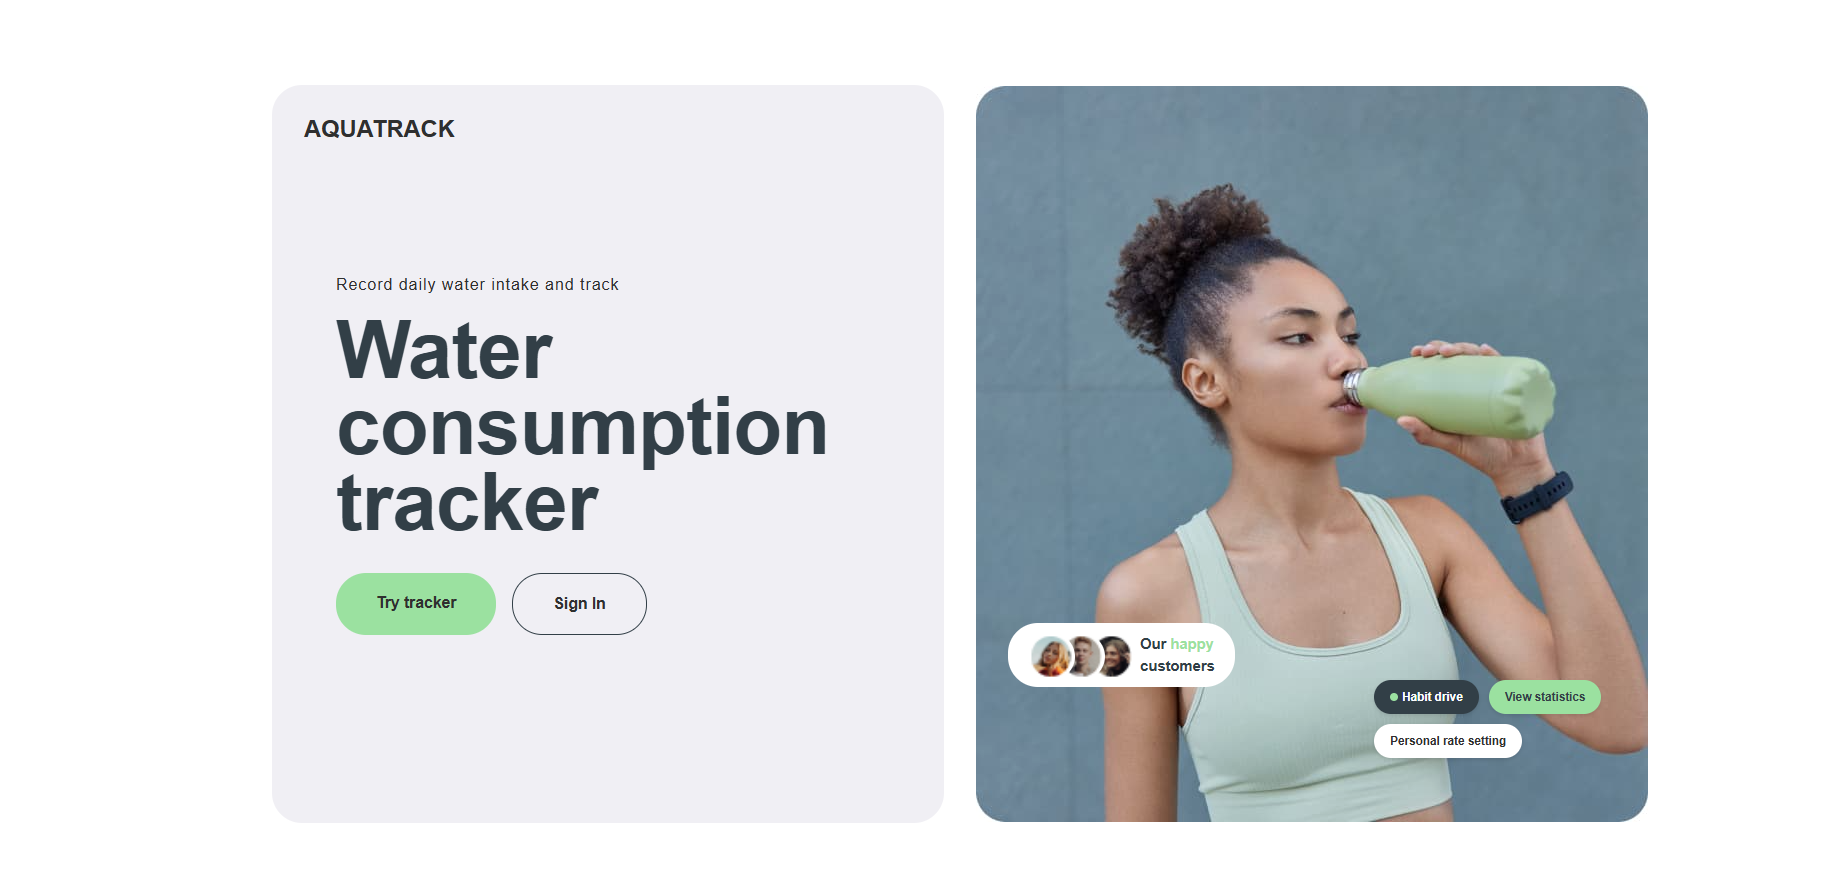 AQUATRACK
Record daily water intake and track
Water
consumption
tracker
Try tracker
Sign In
Our happy
customers
Habit drive
View statistics
Personal rate setting